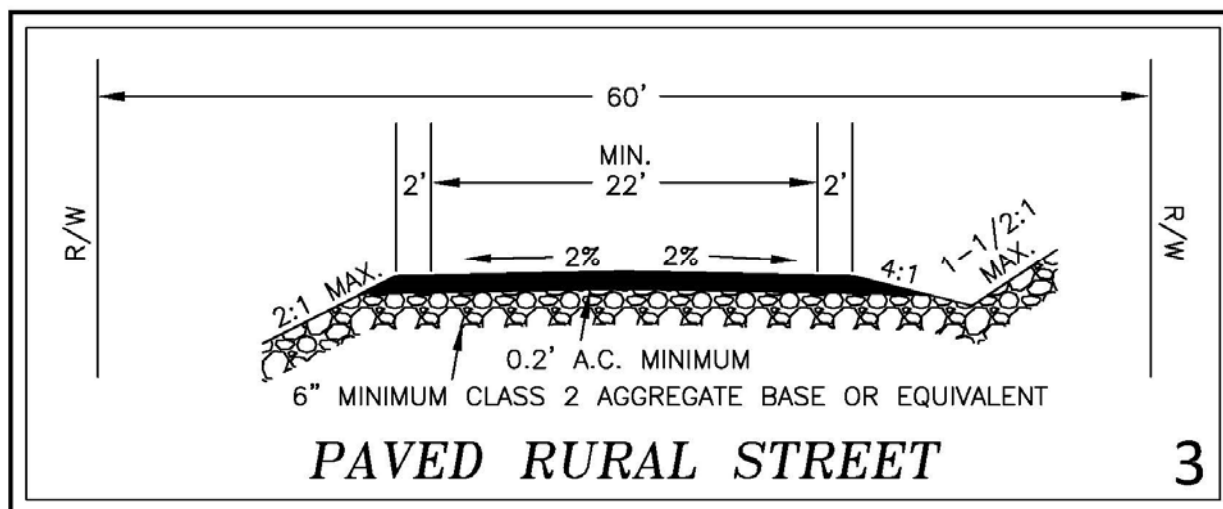 60'
MIN.
2' 22' 2'
R/W
R/W
2% 2%
2:1 MAX.
4:1
1-1/2:1
MAX.
0.2' A.C. MINIMUM
6" MINIMUM CLASS 2 AGGREGATE BASE OR EQUIVALENT
PAVED RURAL STREET 3